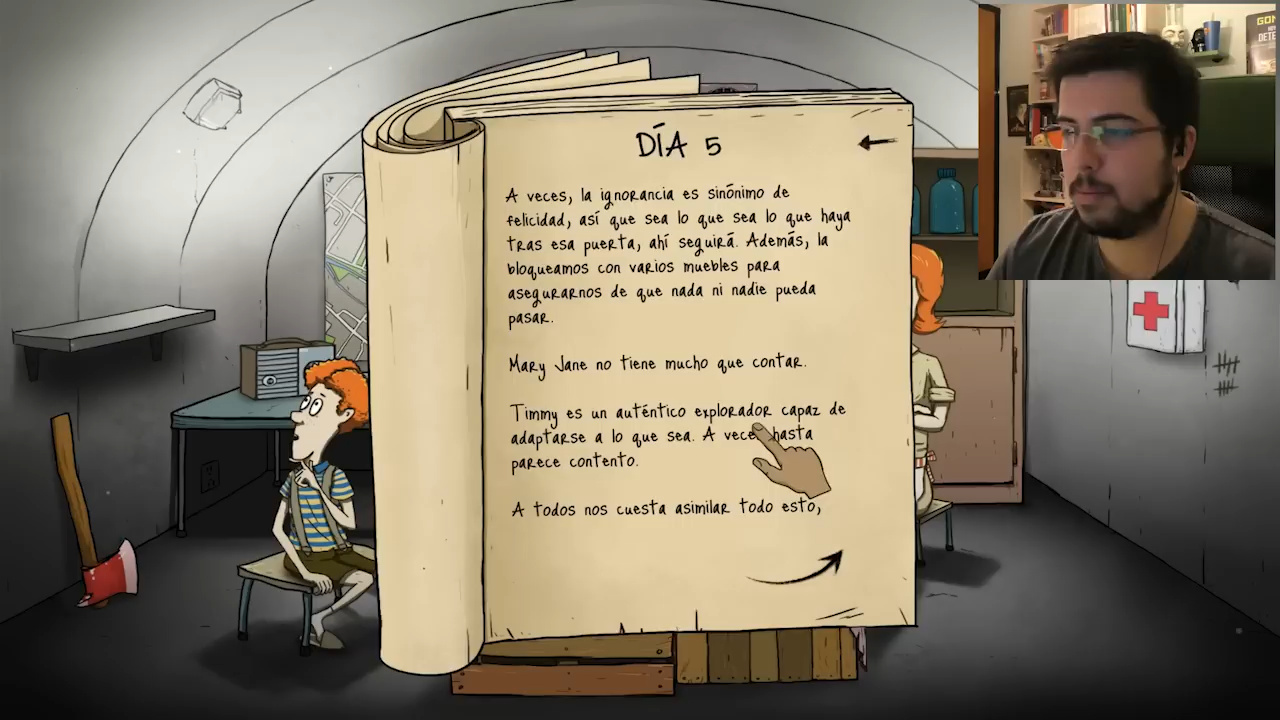 DÍA 5
A veces, la ignorancia es sinónimo de
felicidad, así que sea lo que sea lo que haya
tras esa puerta, ahí seguirá. Además, la
bloqueamos con varios muebles para
asegurarnos de que nada ni nadie pueda
pasar.
Mary Jane no tiene mucho que contar.
Timmy es un auténtico explorador capaz de
adaptarse a lo que sea. A veces hasta
parece contento.
A todos nos cuesta asimilar todo esto,